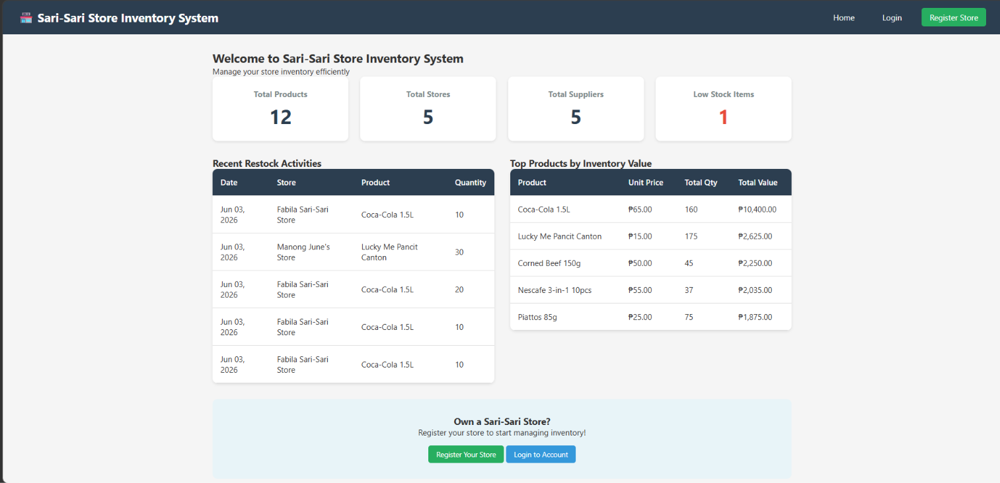 Sari-Sari Store Inventory System
Home
Login
Register Store
Welcome to Sari-Sari Store Inventory System
Manage your store inventory efficiently
Total Products
12
Total Stores
5
Total Suppliers
5
Low Stock Items
1
Recent Restock Activities
Date Store Product Quantity
Jun 03, Fabila Sari-Sari Coca-Cola 1.5L 10
2026 Store
Jun 03, Manong June's Lucky Me Pancit 30
2026 Store Canton
Jun 03, Fabila Sari-Sari Coca-Cola 1.5L 20
2026 Store
Jun 03, Fabila Sari-Sari Coca-Cola 1.5L 10
2026 Store
Jun 03, Fabila Sari-Sari Coca-Cola 1.5L 10
2026 Store
Top Products by Inventory Value
Product Unit Price Total Qty Total Value
Coca-Cola 1.5L ₱65.00 160 ₱10,400.00
Lucky Me Pancit Canton ₱15.00 175 ₱2,625.00
Corned Beef 150g ₱50.00 45 ₱2,250.00
Nescafe 3-in-1 10pcs ₱55.00 37 ₱2,035.00
Piattos 85g ₱25.00 75 ₱1,875.00
Own a Sari-Sari Store?
Register your store to start managing inventory!
Register Your Store
Login to Account